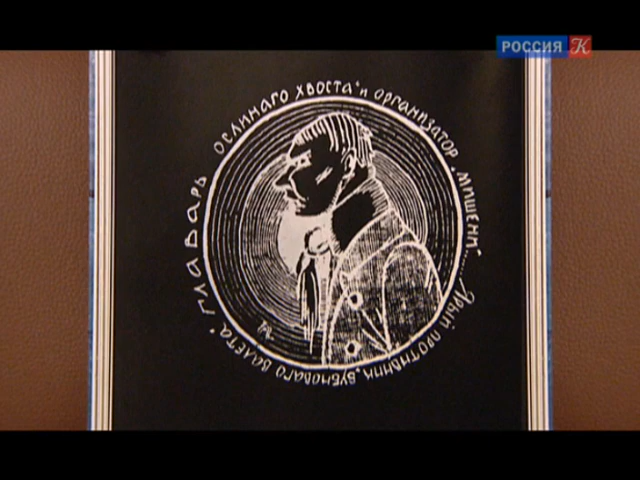 РОССИЯ К
главарь ослинаго хвоста" и организатор "мишени"...... Ярый противник "Бубноваго валета"